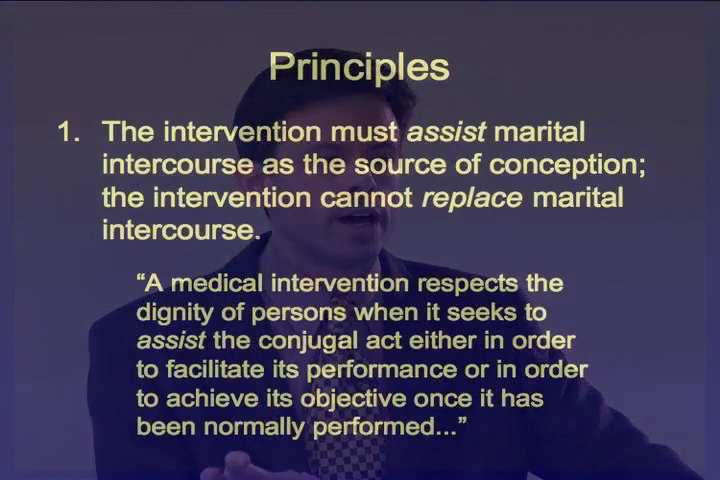 Principles
1. The intervention must assist marital
intercourse as the source of conception;
the intervention cannot replace marital
intercourse.
“A medical intervention respects the
dignity of persons when it seeks to
assist the conjugal act either in order
to facilitate its performance or in order
to achieve its objective once it has
been normally performed...”